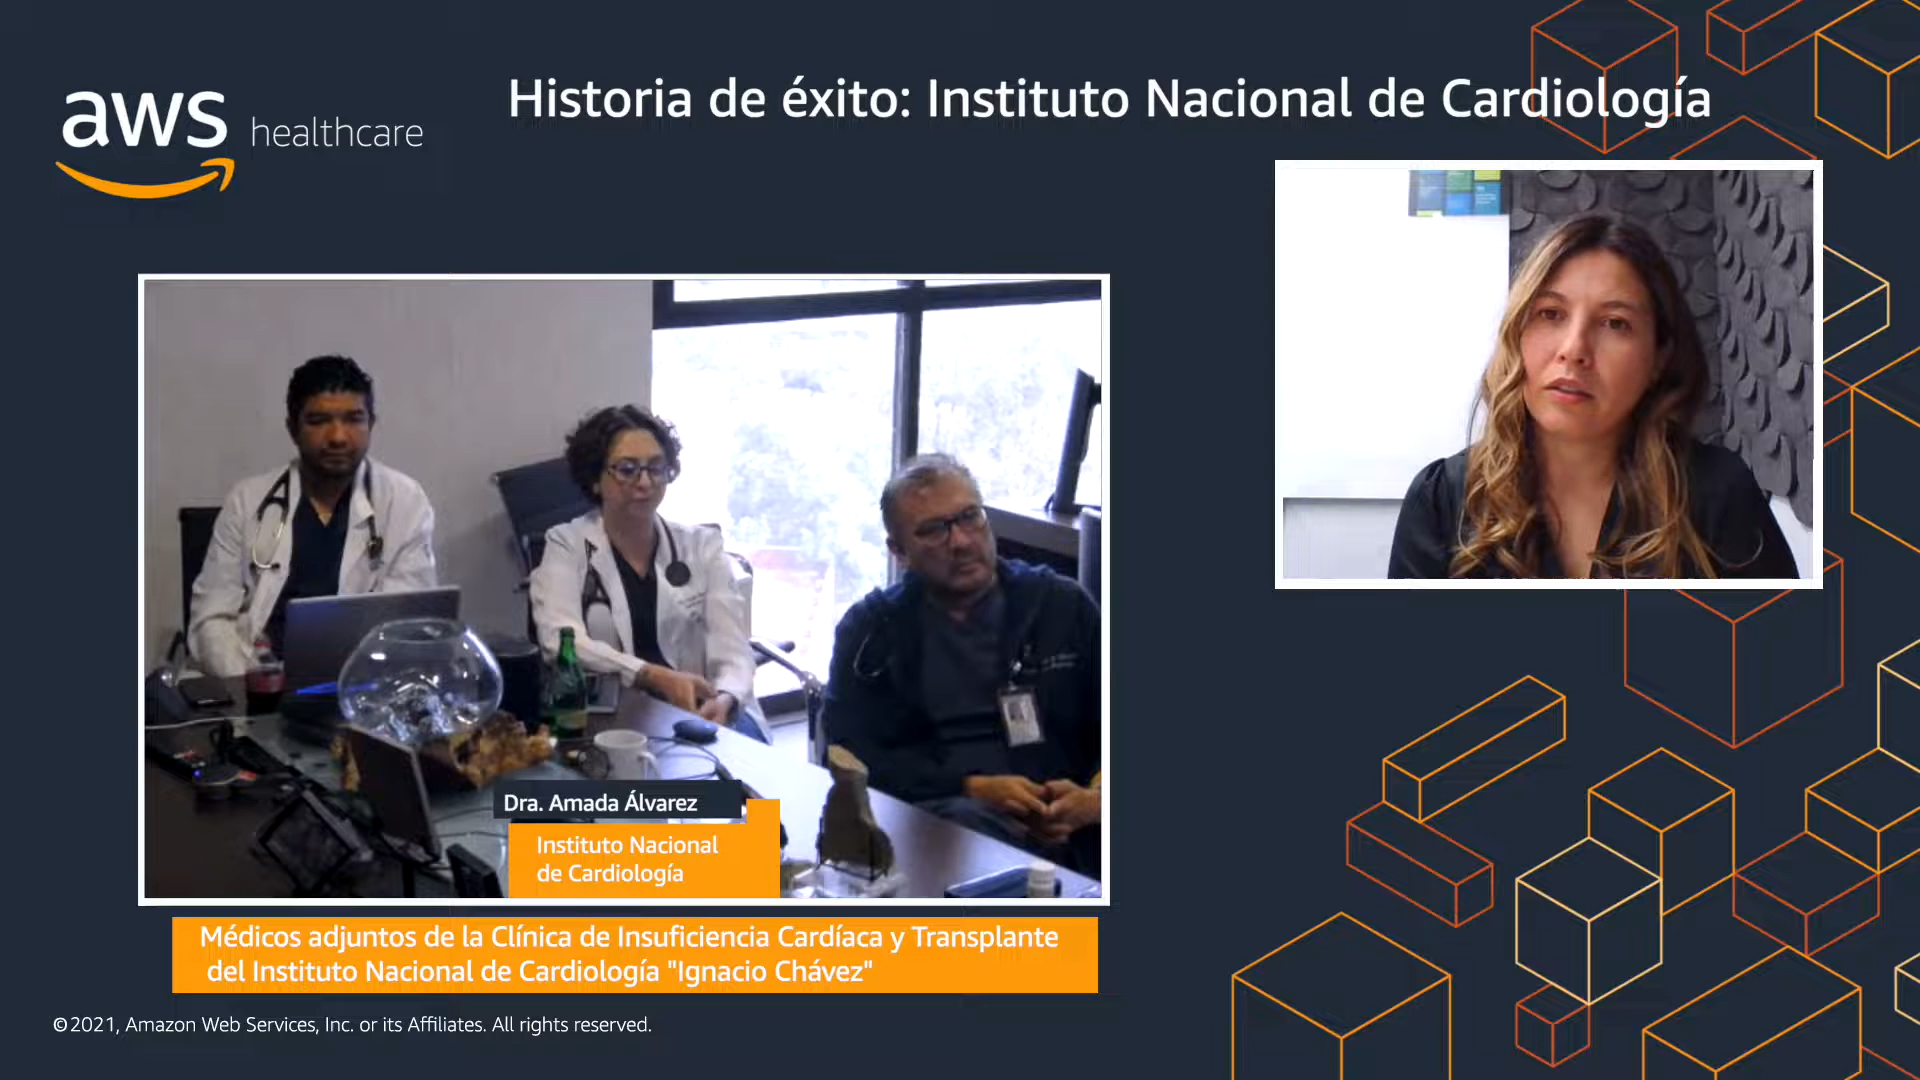 aws healthcare
Historia de éxito: Instituto Nacional de Cardiología
Dra. Amada Álvarez
Instituto Nacional
de Cardiología
Médicos adjuntos de la Clínica de Insuficiencia Cardíaca y Transplante
del Instituto Nacional de Cardiología "Ignacio Chávez"
©2021, Amazon Web Services, Inc. or its Affiliates. All rights reserved.